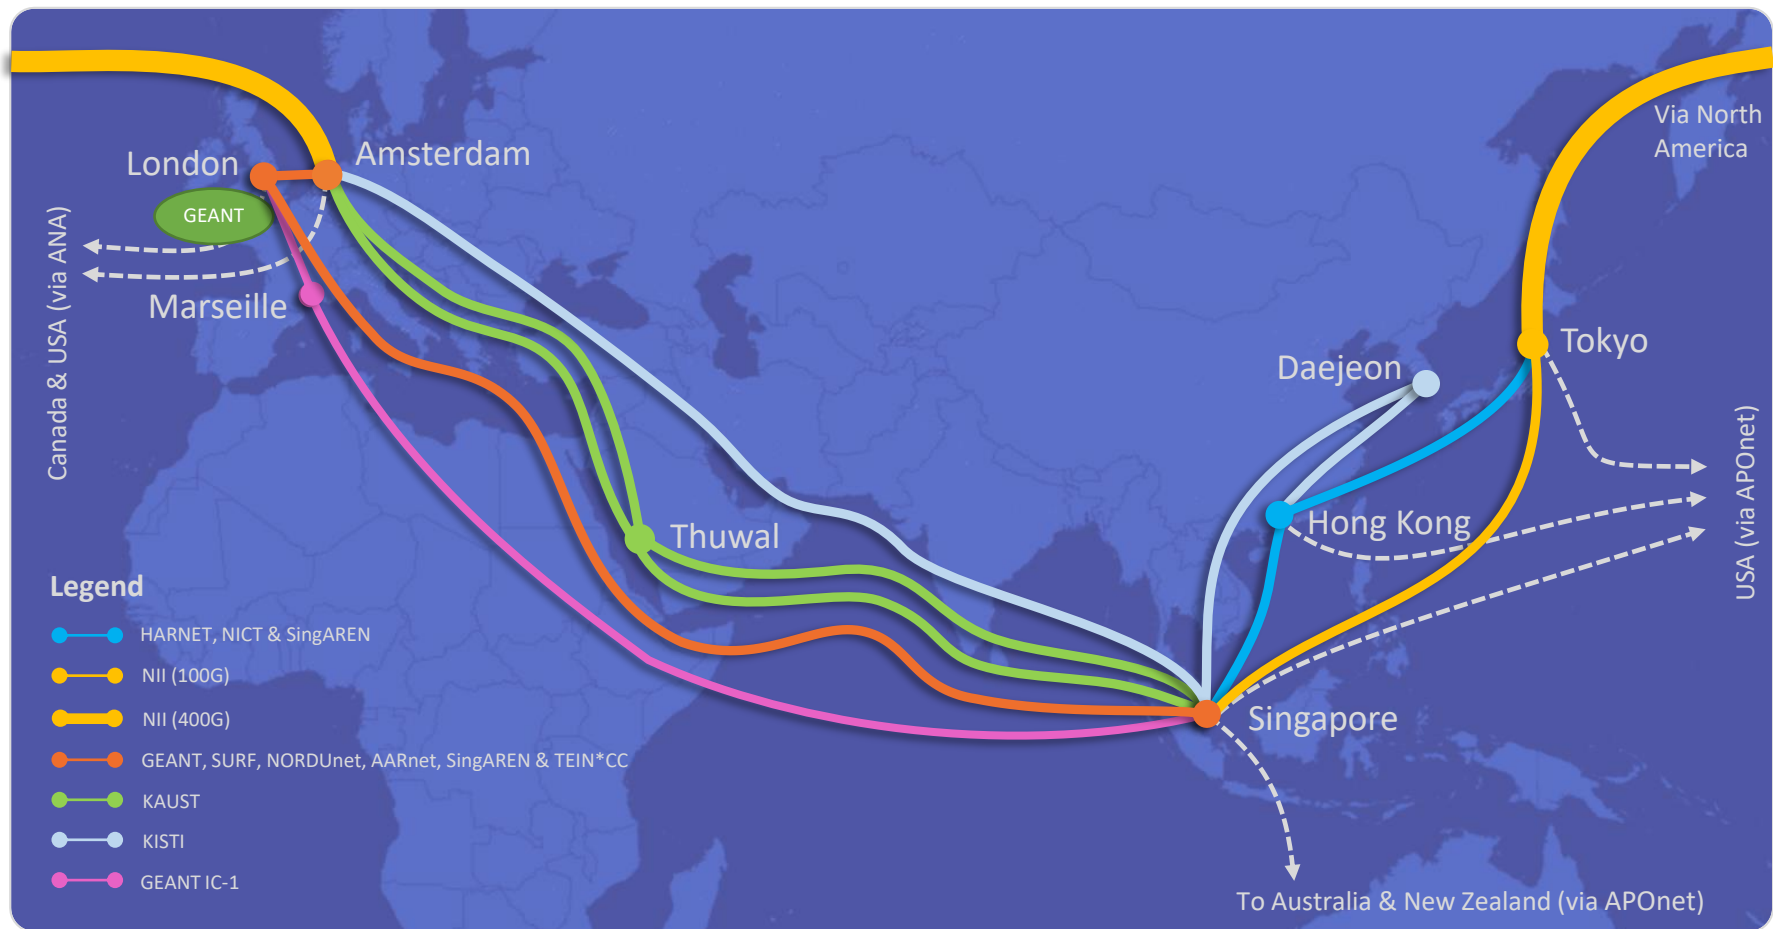 Via North
America
London
Amsterdam
GEANT
Canada & USA (via ANA)
Marseille
Tokyo
Daejeon
Hong Kong
USA (via APOnet)
Thuwal
Legend
HARNET, NICT & SingAREN
NII (100G)
NII (400G)
GEANT, SURF, NORDUnet, AARnet, SingAREN & TEIN*CC
KAUST
KISTI
GEANT IC-1
Singapore
To Australia & New Zealand (via APOnet)